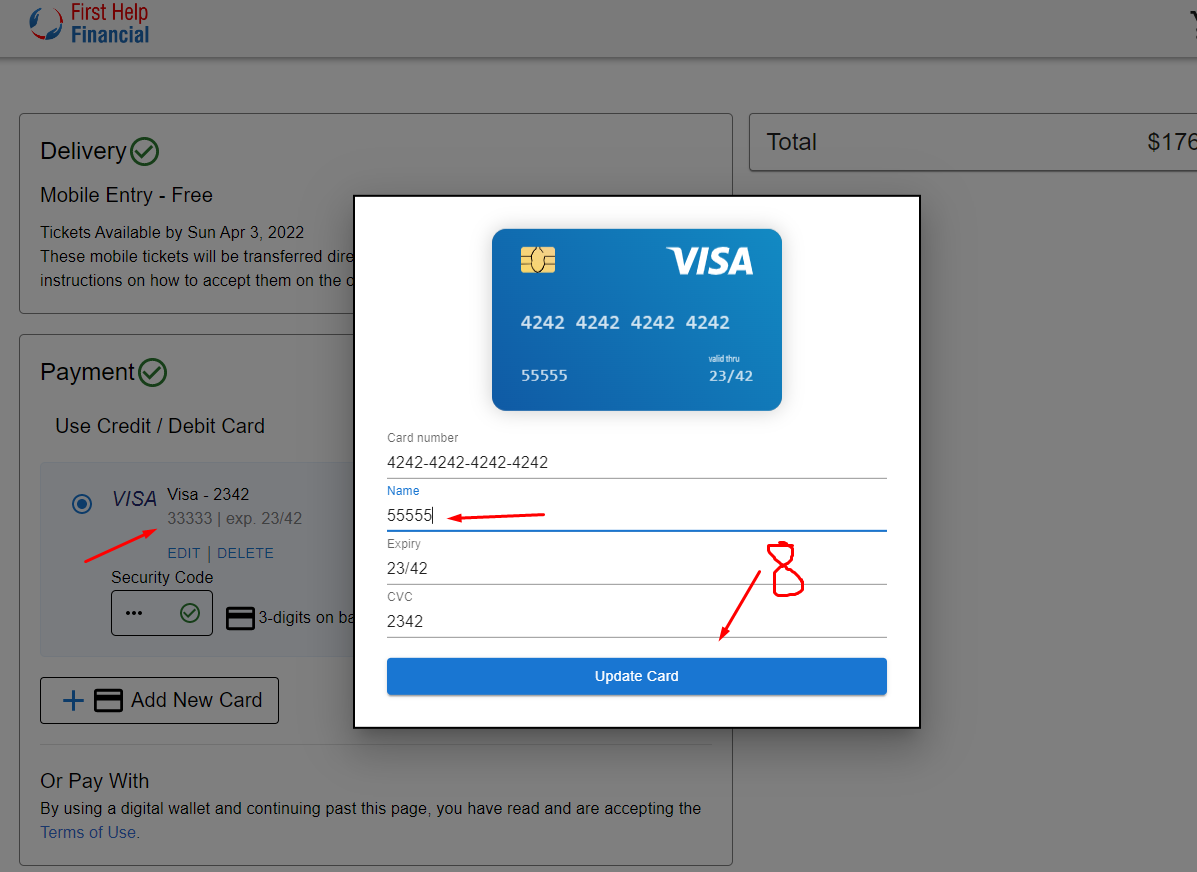 First Help
Financial
Delivery
Mobile Entry - Free
Tickets Available by Sun Apr 3, 2022
These mobile tickets will be transferred dire
instructions on how to accept them on the o
Total
$176
Payment
Use Credit / Debit Card
VISA
Visa - 2342
33333 | exp. 23/42
EDIT | DELETE
Security Code
•••
3-digits on ba
Add New Card
Or Pay With
By using a digital wallet and continuing past this page, you have read and are accepting the
Terms of Use.
VISA
4242 4242 4242 4242
valid thru
55555
23/42
Card number
4242-4242-4242-4242
Name
55555
Expiry
23/42
CVC
2342
8
Update Card